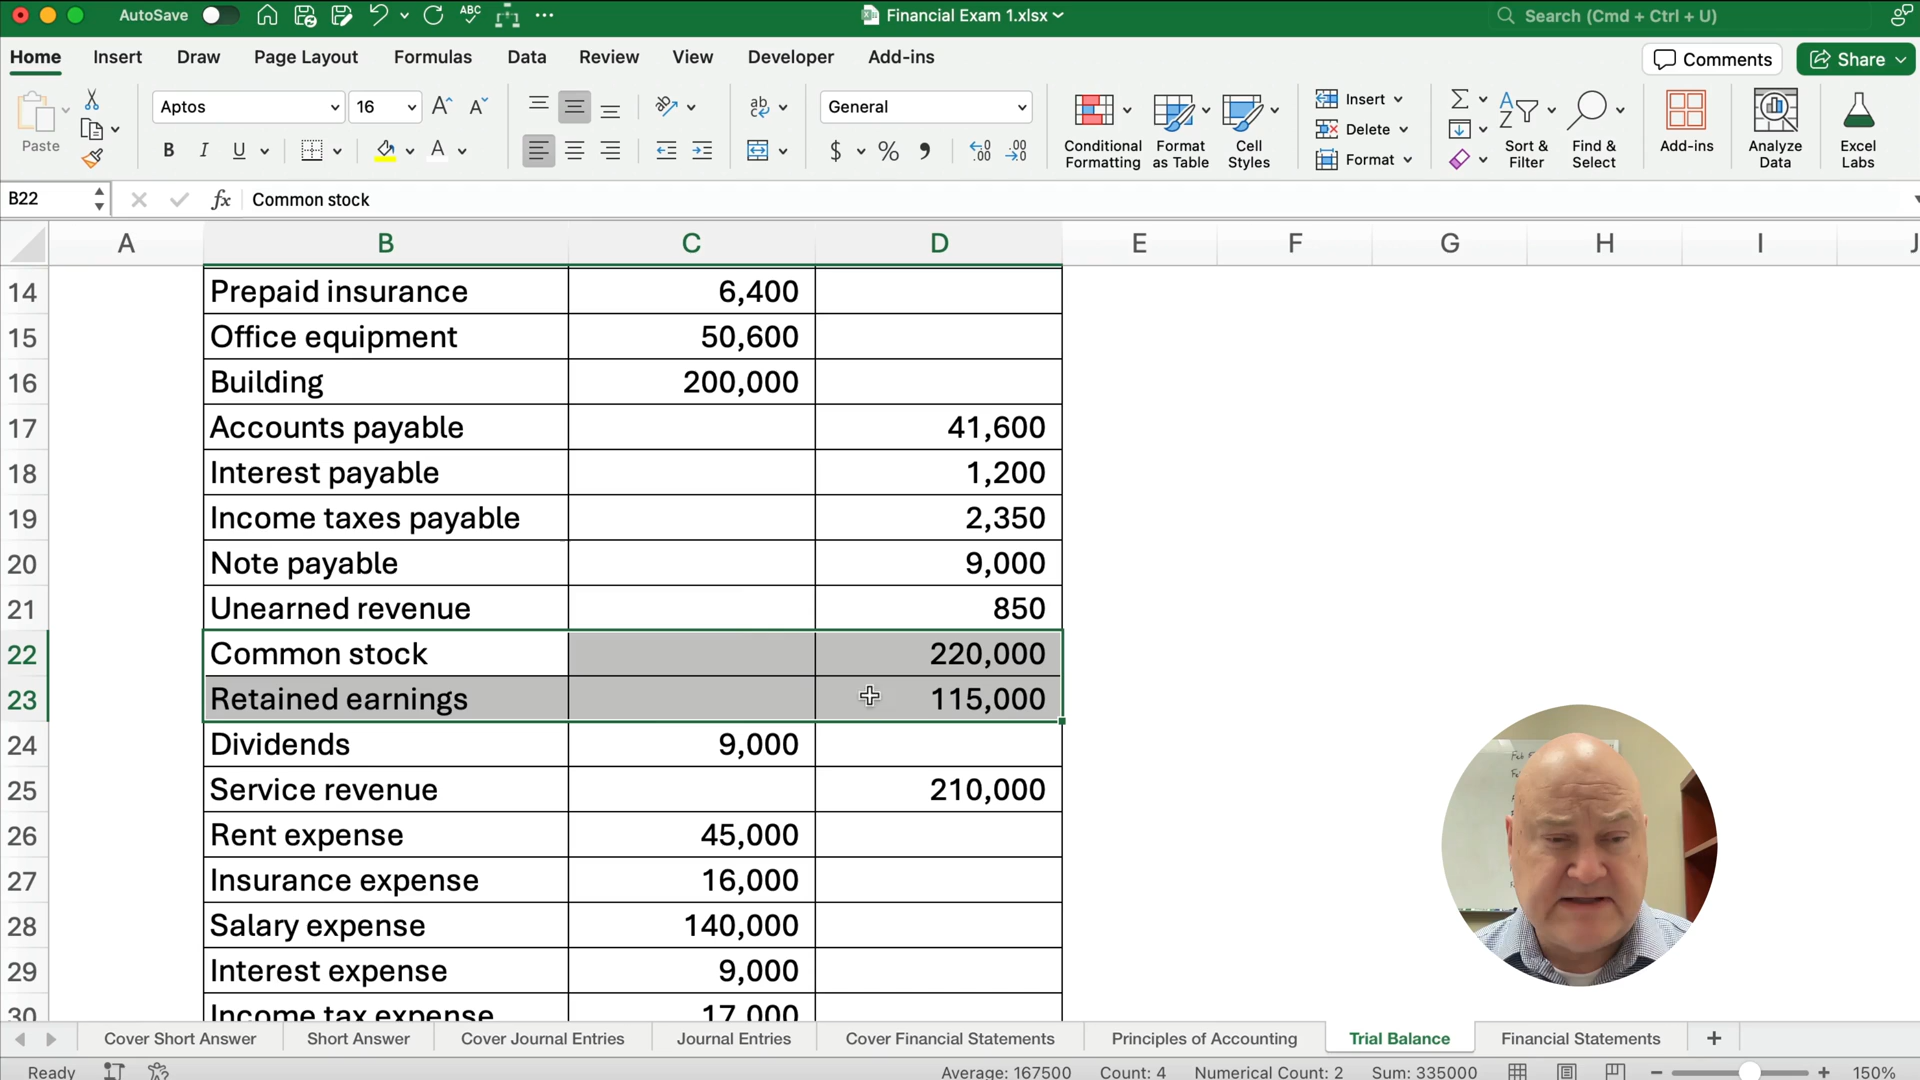 AutoSave
ABC
Financial Exam 1.xlsx
Search (Cmd + Ctrl + U)
Home Insert Draw Page Layout Formulas Data Review View Developer Add-ins
Comments
Share
Paste
Aptos 16
B I U
ab
General
$ %
Conditional Formatting
Format as Table
Cell Styles
Insert
Delete
Format
Sort & Filter
Find & Select
Add-ins
Analyze Data
Excel Labs
B22 fx Common stock
A B C D E F G H I J
14 Prepaid insurance 6,400
15 Office equipment 50,600
16 Building 200,000
17 Accounts payable 41,600
18 Interest payable 1,200
19 Income taxes payable 2,350
20 Note payable 9,000
21 Unearned revenue 850
22 Common stock 220,000
23 Retained earnings 115,000
24 Dividends 9,000
25 Service revenue 210,000
26 Rent expense 45,000
27 Insurance expense 16,000
28 Salary expense 140,000
29 Interest expense 9,000
30 Income tax expense 17,000
Cover Short Answer Short Answer Cover Journal Entries Journal Entries Cover Financial Statements Principles of Accounting Trial Balance Financial Statements
Ready Average: 167500 Count: 4 Numerical Count: 2 Sum: 335000 150%